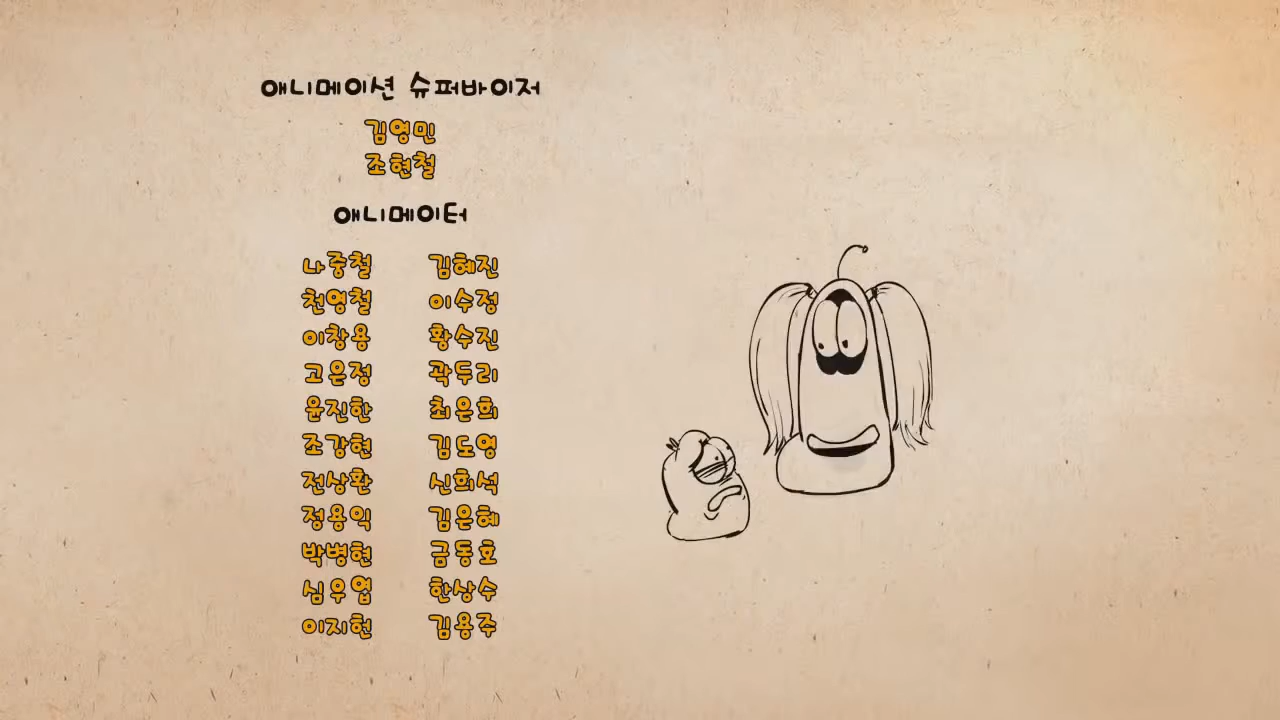 애니메이션 슈퍼바이저
김영민
조현철
애니메이터
나중철 김혜진
천영철 이수정
이창용 황수진
고은정 곽두리
윤진한 최은희
조강현 김도영
전상환 신희석
정용익 김은혜
박병현 금동호
심우엽 한상수
이지현 김용주